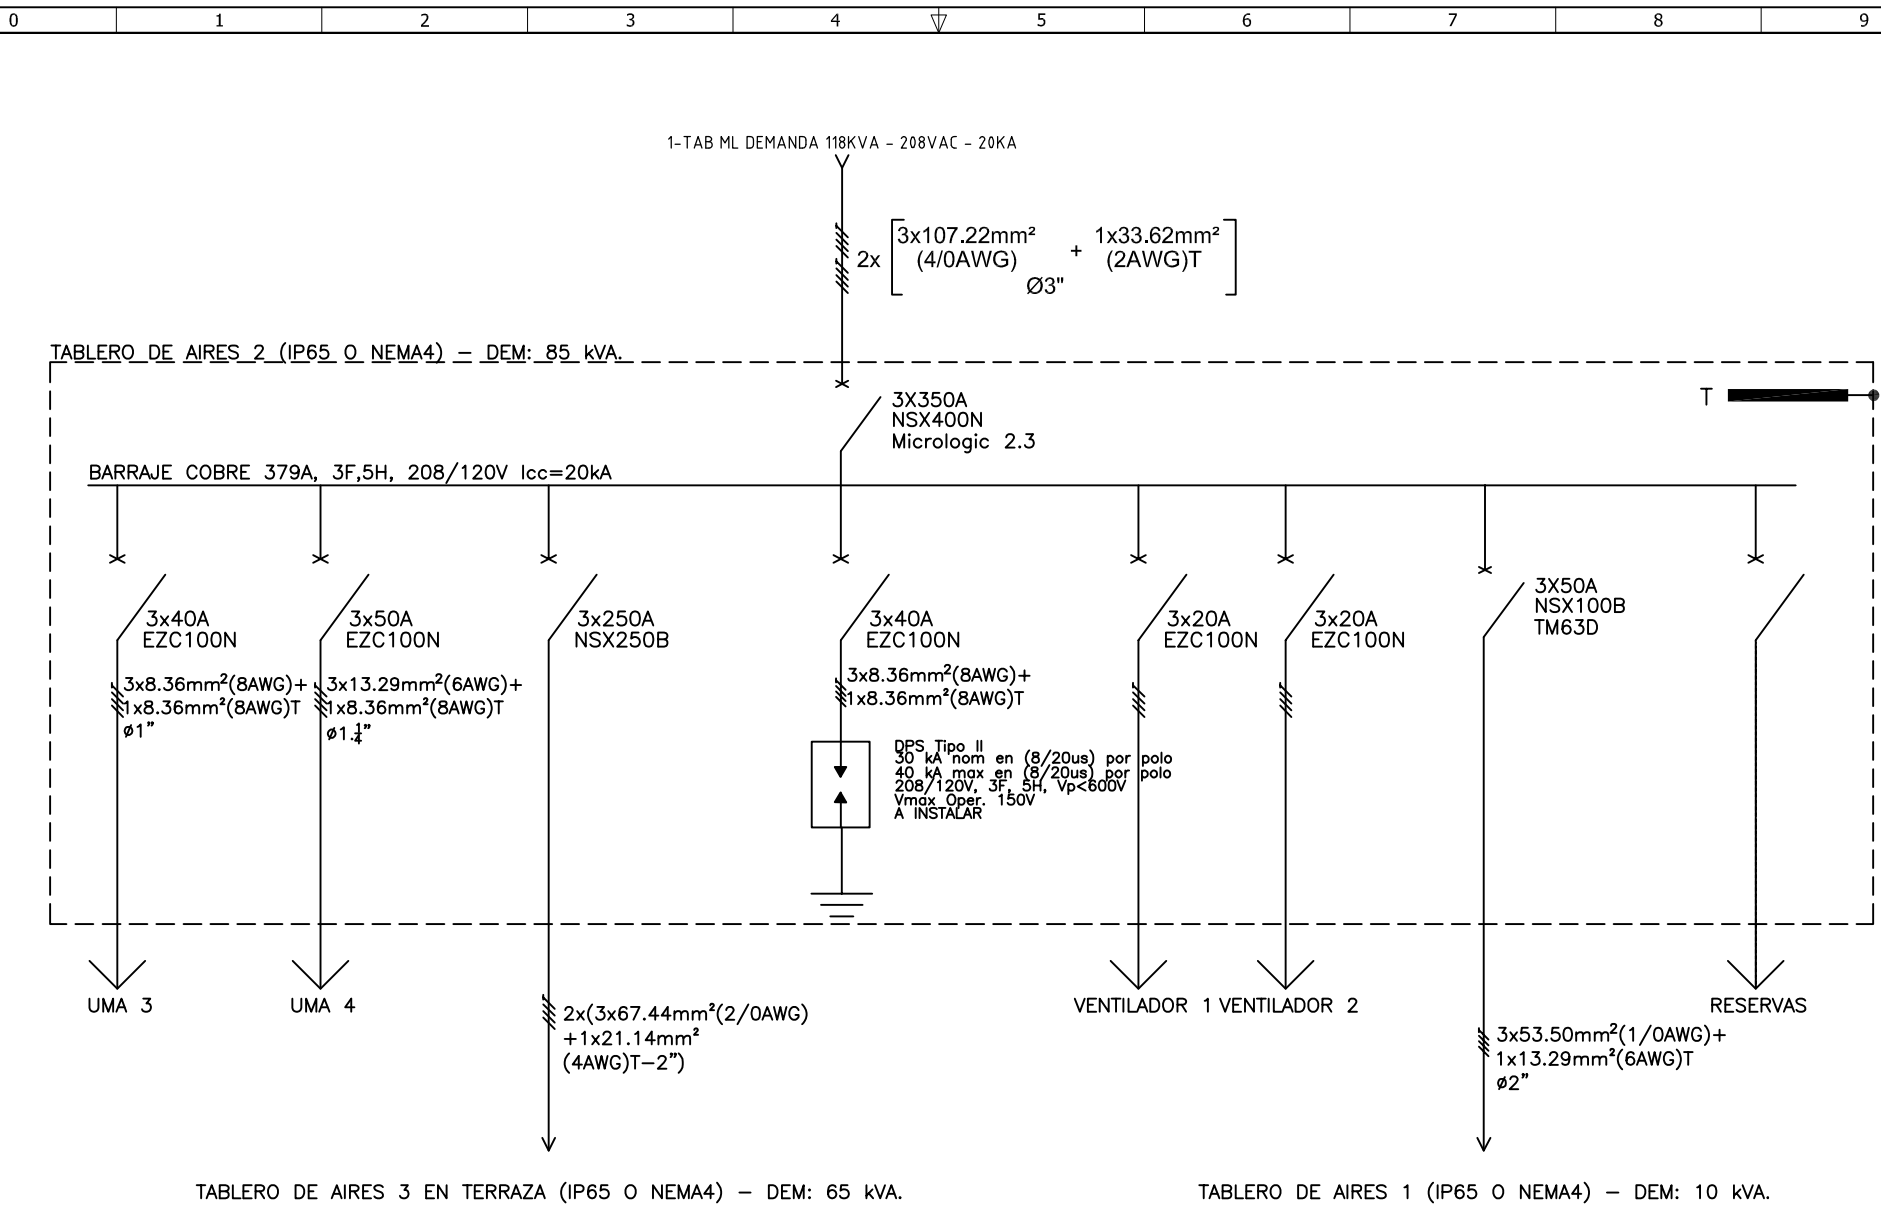 0 1 2 3 4 5 6 7 8 9
1-TAB ML DEMANDA 118KVA - 208VAC - 20KA
2x
3x107.22mm² + 1x33.62mm²
(4/0AWG) (2AWG)T
Ø3"
TABLERO DE AIRES 2 (IP65 O NEMA4) – DEM: 85 kVA.
3X350A
NSX400N
Micrologic 2.3
T
BARRAJE COBRE 379A, 3F,5H, 208/120V Icc=20kA
3x40A
EZC100N
3x8.36mm²(8AWG)+
1x8.36mm²(8AWG)T
ø1"
3x50A
EZC100N
3x13.29mm²(6AWG)+
1x8.36mm²(8AWG)T
ø1.¼"
3x250A
NSX250B
3x40A
EZC100N
3x8.36mm²(8AWG)+
1x8.36mm²(8AWG)T
DPS Tipo II
30 kA nom en (8/20us) por polo
40 kA max en (8/20us) por polo
208/120V, 3F, 5H, Vp<600V
Vmax Oper. 150V
A INSTALAR
3x20A
EZC100N
3x20A
EZC100N
3X50A
NSX100B
TM63D
UMA 3
UMA 4
2x(3x67.44mm²(2/0AWG)
+1x21.14mm²
(4AWG)T–2")
VENTILADOR 1
VENTILADOR 2
3x53.50mm²(1/0AWG)+
1x13.29mm²(6AWG)T
ø2"
RESERVAS
TABLERO DE AIRES 3 EN TERRAZA (IP65 O NEMA4) – DEM: 65 kVA.
TABLERO DE AIRES 1 (IP65 O NEMA4) – DEM: 10 kVA.